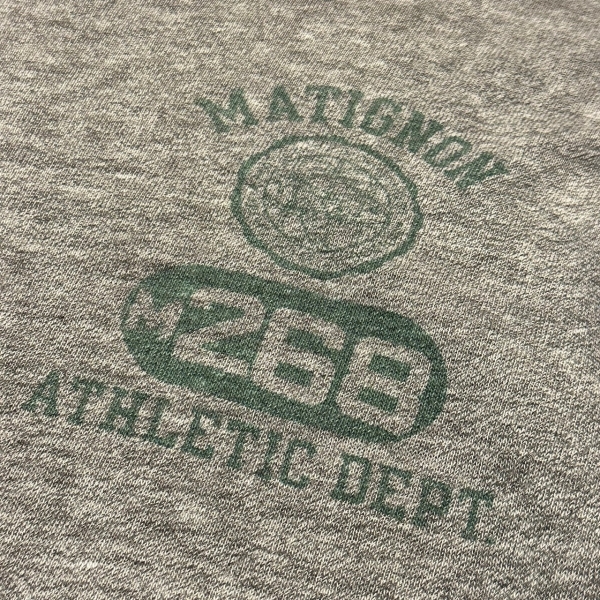 MATIGNON
268
ATHLETIC DEPT.